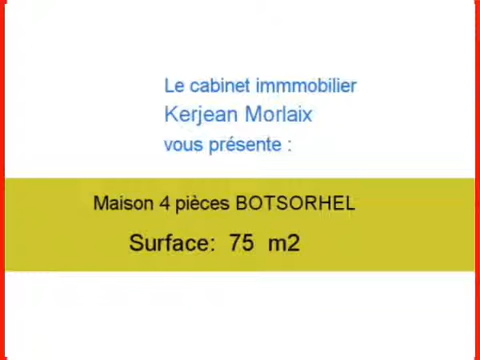 Le cabinet immmobilier
Kerjean Morlaix
vous présente :
Maison 4 pièces BOTSORHEL
Surface: 75 m2